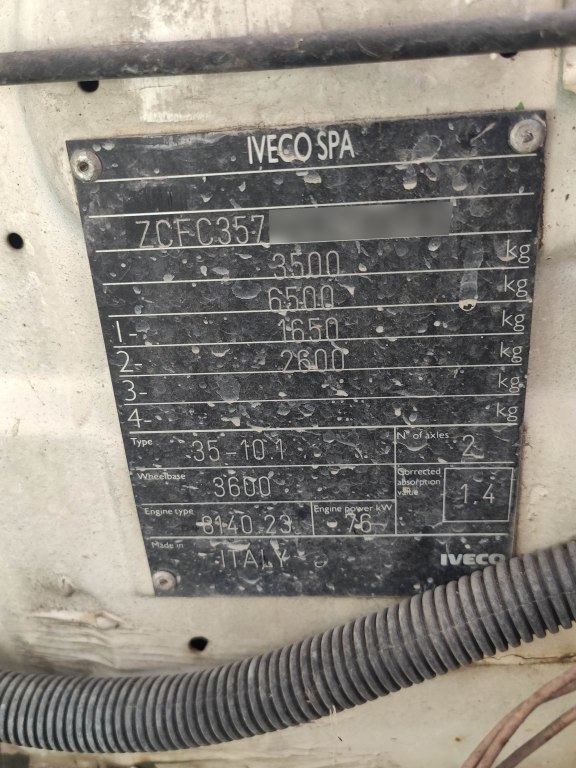 IVECO SPA
ZCFC357
3500 kg
6500 kg
1- 1650 kg
2- 2600 kg
3- kg
4- kg
Type 35-10.1 N° of axles 2
Wheelbase 3600 Corrected absorption value 1.4
Engine type 8140.23 Engine power kW 76
Made in ITALY IVECO